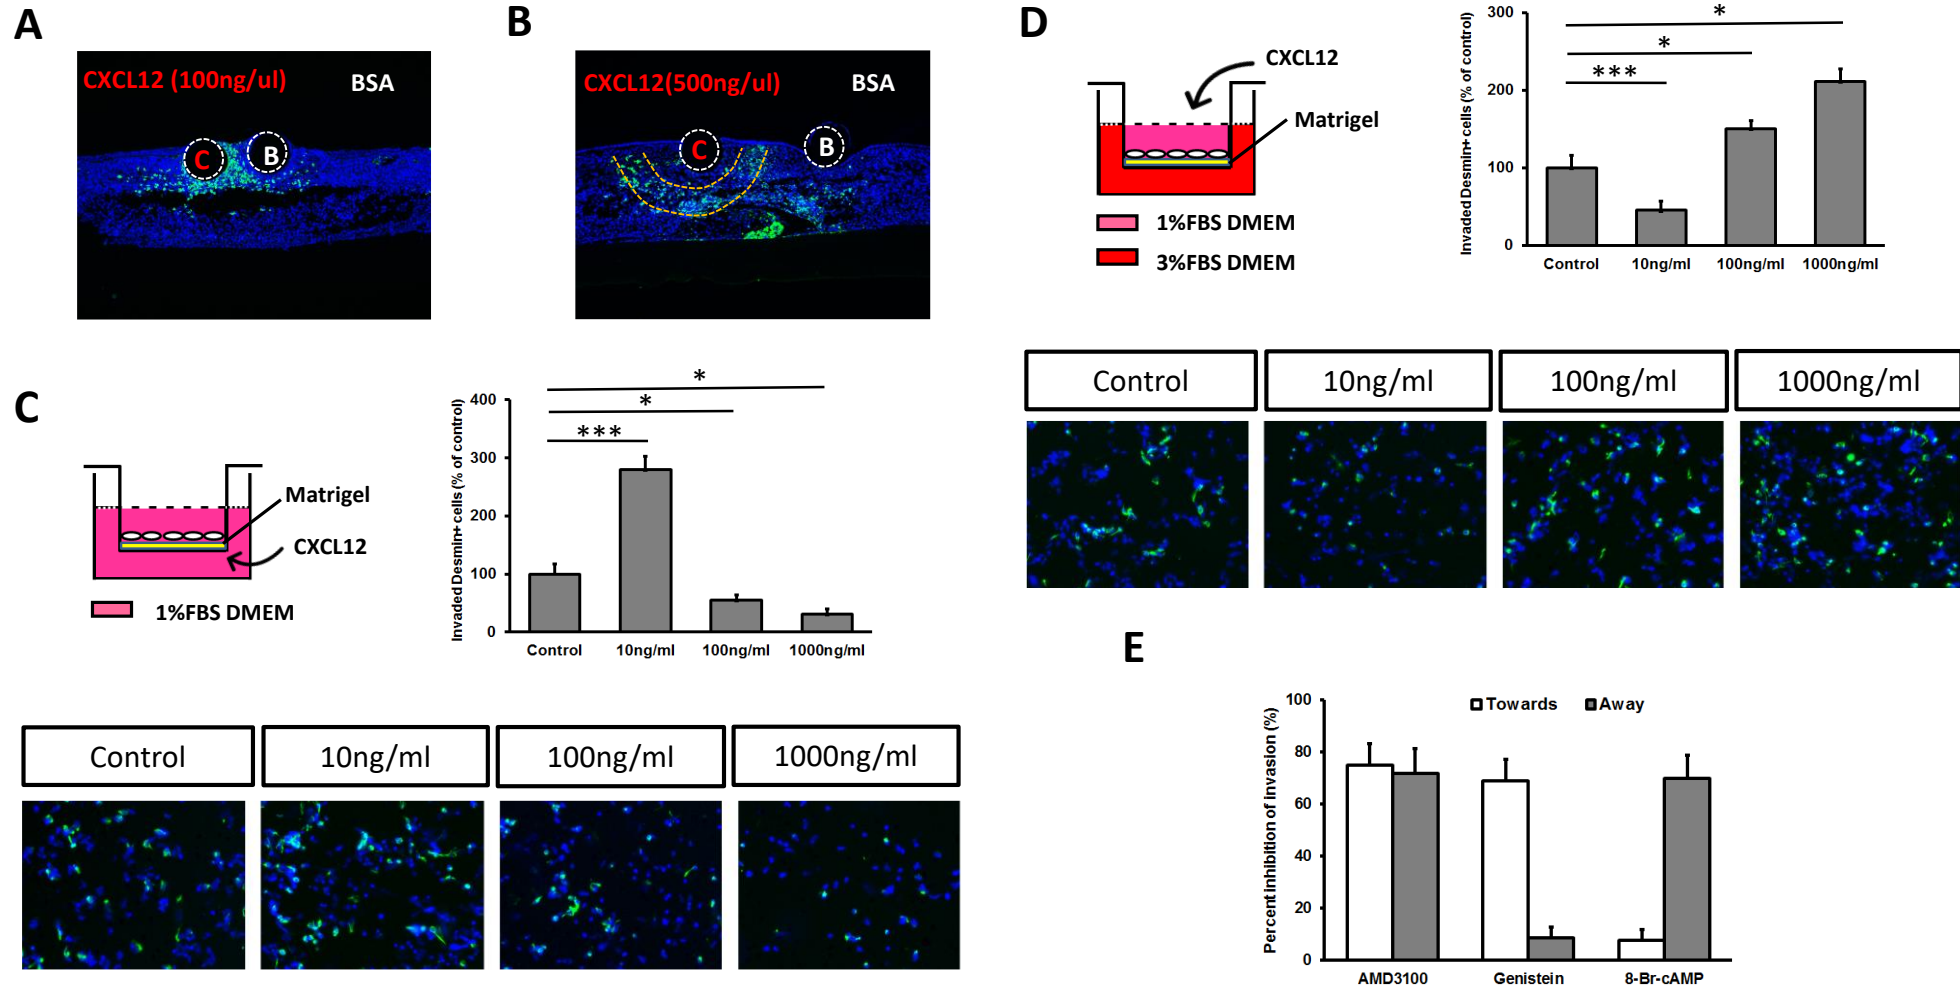 A
CXCL12 (100ng/ul)
BSA
C
B
B
CXCL12(500ng/ul)
BSA
C
B
C
Matrigel
CXCL12
1%FBS DMEM
Invaded Desmin+ cells (% of control)
400
300
200
100
0
*
*
***
Control
10ng/ml
100ng/ml
1000ng/ml
Control
10ng/ml
100ng/ml
1000ng/ml
D
CXCL12
Matrigel
1%FBS DMEM
3%FBS DMEM
Invaded Desmin+ cells (% of control)
300
200
100
0
*
*
***
Control
10ng/ml
100ng/ml
1000ng/ml
Control
10ng/ml
100ng/ml
1000ng/ml
E
Percent inhibition of invasion (%)
100
80
60
40
20
0
Towards
Away
AMD3100
Genistein
8-Br-cAMP